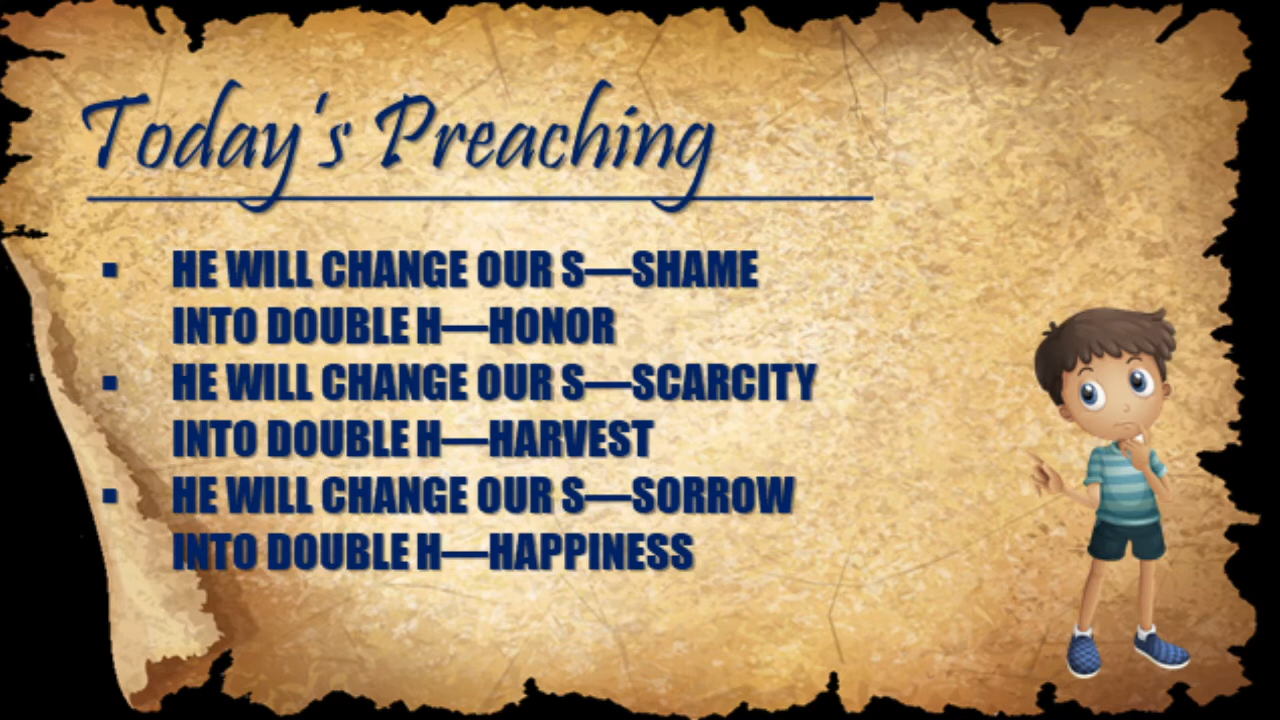 Today's Preaching
▪ HE WILL CHANGE OUR S—SHAME
INTO DOUBLE H—HONOR
▪ HE WILL CHANGE OUR S—SCARCITY
INTO DOUBLE H—HARVEST
▪ HE WILL CHANGE OUR S—SORROW
INTO DOUBLE H—HAPPINESS